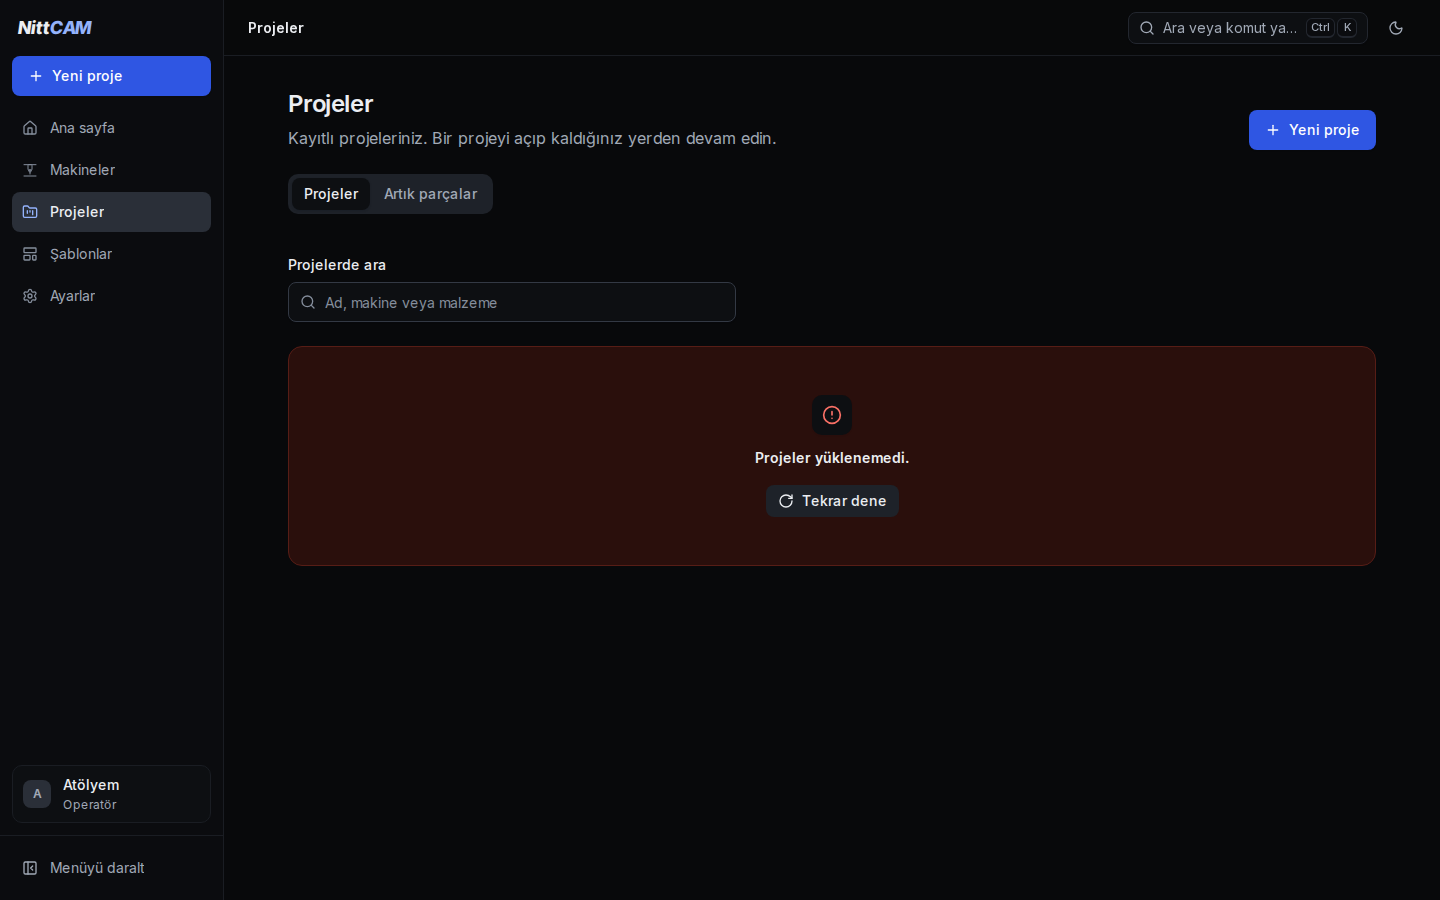 NittCAM
Yeni proje
Ana sayfa
Makineler
Projeler
Şablonlar
Ayarlar
Atölyem
A
Operatör
Menüyü daralt
Projeler
Ara veya komut ya...
Ctrl
K
Projeler
Kayıtlı projeleriniz. Bir projeyi açıp kaldığınız yerden devam edin.
Yeni proje
Projeler
Artık parçalar
Projelerde ara
Ad, makine veya malzeme
Projeler yüklenemedi.
Tekrar dene